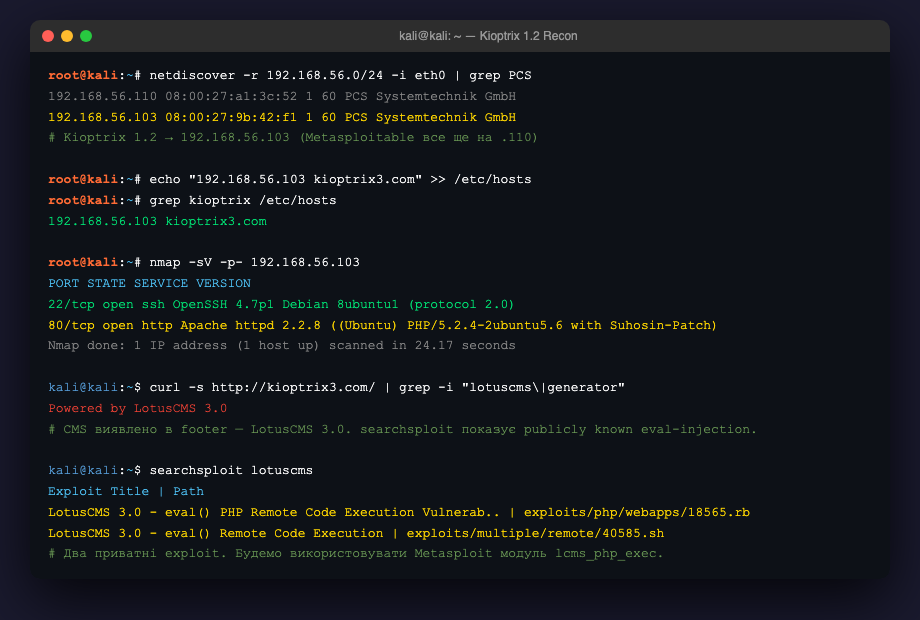 kali@kali: ~ — Kioptrix 1.2 Recon
root@kali:~# netdiscover -r 192.168.56.0/24 -i eth0 | grep PCS
192.168.56.110 08:00:27:a1:3c:52 1 60 PCS Systemtechnik GmbH
192.168.56.103 08:00:27:9b:42:f1 1 60 PCS Systemtechnik GmbH
# Kioptrix 1.2 → 192.168.56.103 (Metasploitable все ще на .110)
root@kali:~# echo "192.168.56.103 kioptrix3.com" >> /etc/hosts
root@kali:~# grep kioptrix /etc/hosts
192.168.56.103 kioptrix3.com
root@kali:~# nmap -sV -p- 192.168.56.103
PORT STATE SERVICE VERSION
22/tcp open ssh OpenSSH 4.7p1 Debian 8ubuntu1 (protocol 2.0)
80/tcp open http Apache httpd 2.2.8 ((Ubuntu) PHP/5.2.4-2ubuntu5.6 with Suhosin-Patch)
Nmap done: 1 IP address (1 host up) scanned in 24.17 seconds
kali@kali:~$ curl -s http://kioptrix3.com/ | grep -i "lotuscms\|generator"
Powered by LotusCMS 3.0
# CMS виявлено в footer — LotusCMS 3.0. searchsploit показує publicly known eval-injection.
kali@kali:~$ searchsploit lotuscms
Exploit Title | Path
LotusCMS 3.0 - eval() PHP Remote Code Execution Vulnerab.. | exploits/php/webapps/18565.rb
LotusCMS 3.0 - eval() Remote Code Execution | exploits/multiple/remote/40585.sh
# Два приватні exploit. Будемо використовувати Metasploit модуль lcms_php_exec.